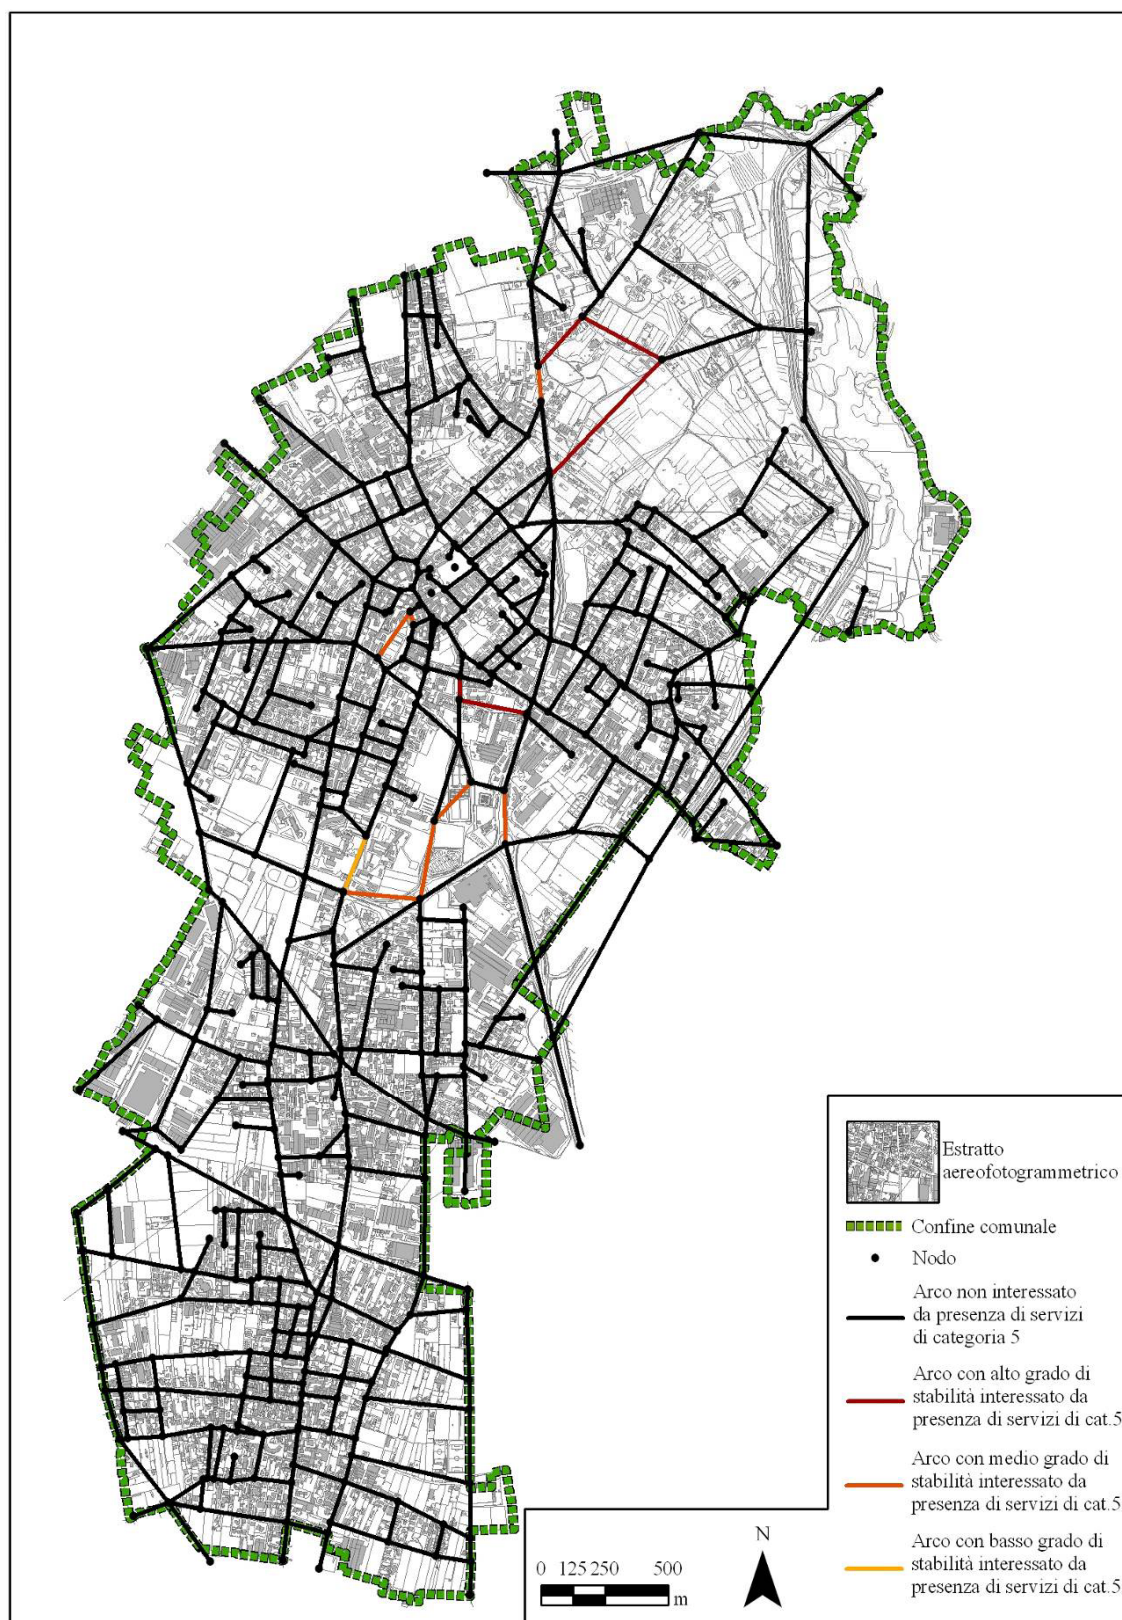 Estratto
aereofotogrammetrico
Confine comunale
Nodo
Arco non interessato
da presenza di servizi
di categoria 5
Arco con alto grado di
stabilità interessato da
presenza di servizi di cat.5
Arco con medio grado di
stabilità interessato da
presenza di servizi di cat.5
Arco con basso grado di
stabilità interessato da
presenza di servizi di cat.5
N
0 125 250 500
m